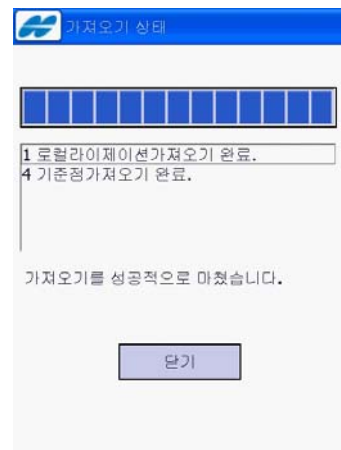 가져오기 상태
1 로컬라이제이션가져오기 완료.
4 기준점가져오기 완료.
가져오기를 성공적으로 마쳤습니다.
닫기